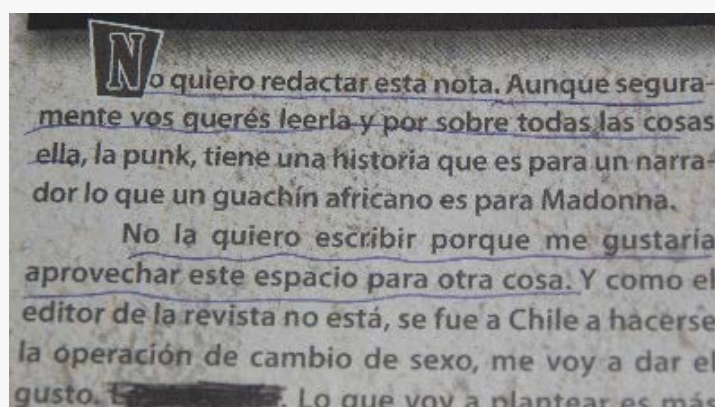 No quiero redactar esta nota. Aunque segura-
mente vos querés leerla y por sobre todas las cosas
ella, la punk, tiene una historia que es para un narra-
dor lo que un guachín africano es para Madonna.
No la quiero escribir porque me gustaría
aprovechar este espacio para otra cosa. Y como el
editor de la revista no está, se fue a Chile a hacerse
la operación de cambio de sexo, me voy a dar el
gusto. . Lo que voy a plantear es más